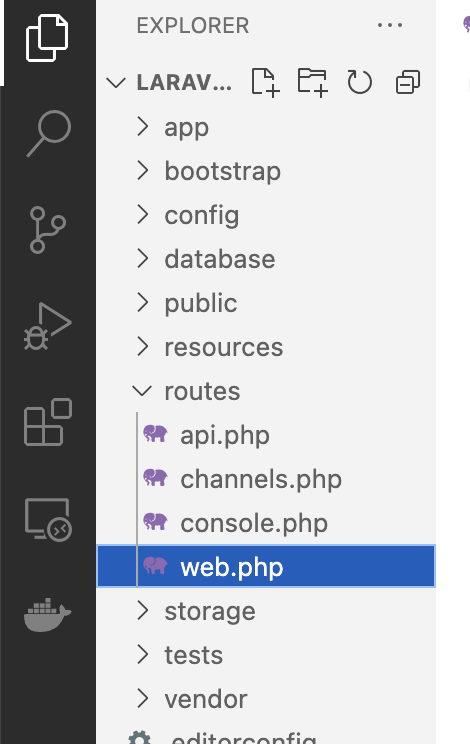 EXPLORER
LARAV...
app
bootstrap
config
database
public
resources
routes
api.php
channels.php
console.php
web.php
storage
tests
vendor
.editorconfig